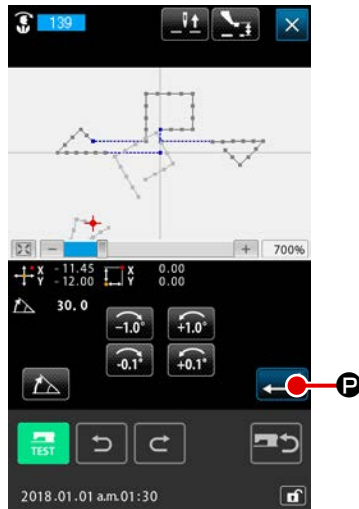 139
700%
X - 11.45 X 0.00
Y - 12.00 Y 0.00
30. 0
−1.0° +1.0°
-0.1° +0.1°
P
TEST
2018 .01.01 a.m.01:30